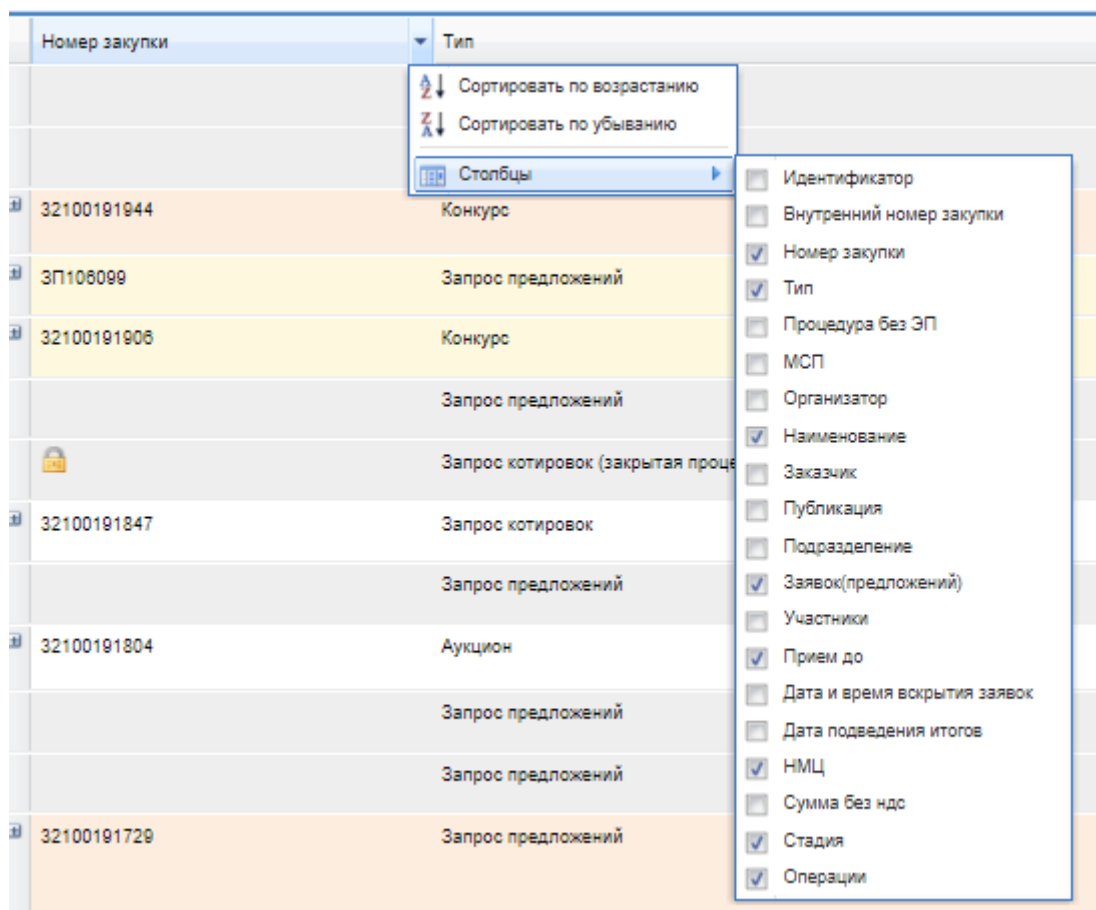 Номер закупки
Тип
Сортировать по возрастанию
Сортировать по убыванию
Столбцы
Идентификатор
Внутренний номер закупки
Номер закупки
Тип
Процедура без ЭП
МСП
Организатор
Наименование
Заказчик
Публикация
Подразделение
Заявок(предложений)
Участники
Прием до
Дата и время вскрытия заявок
Дата подведения итогов
НМЦ
Сумма без ндс
Стадия
Операции
32100191944 Конкурс
ЗП106099 Запрос предложений
32100191906 Конкурс
Запрос предложений
Запрос котировок (закрытая проце
32100191847 Запрос котировок
Запрос предложений
32100191804 Аукцион
Запрос предложений
Запрос предложений
32100191729 Запрос предложений